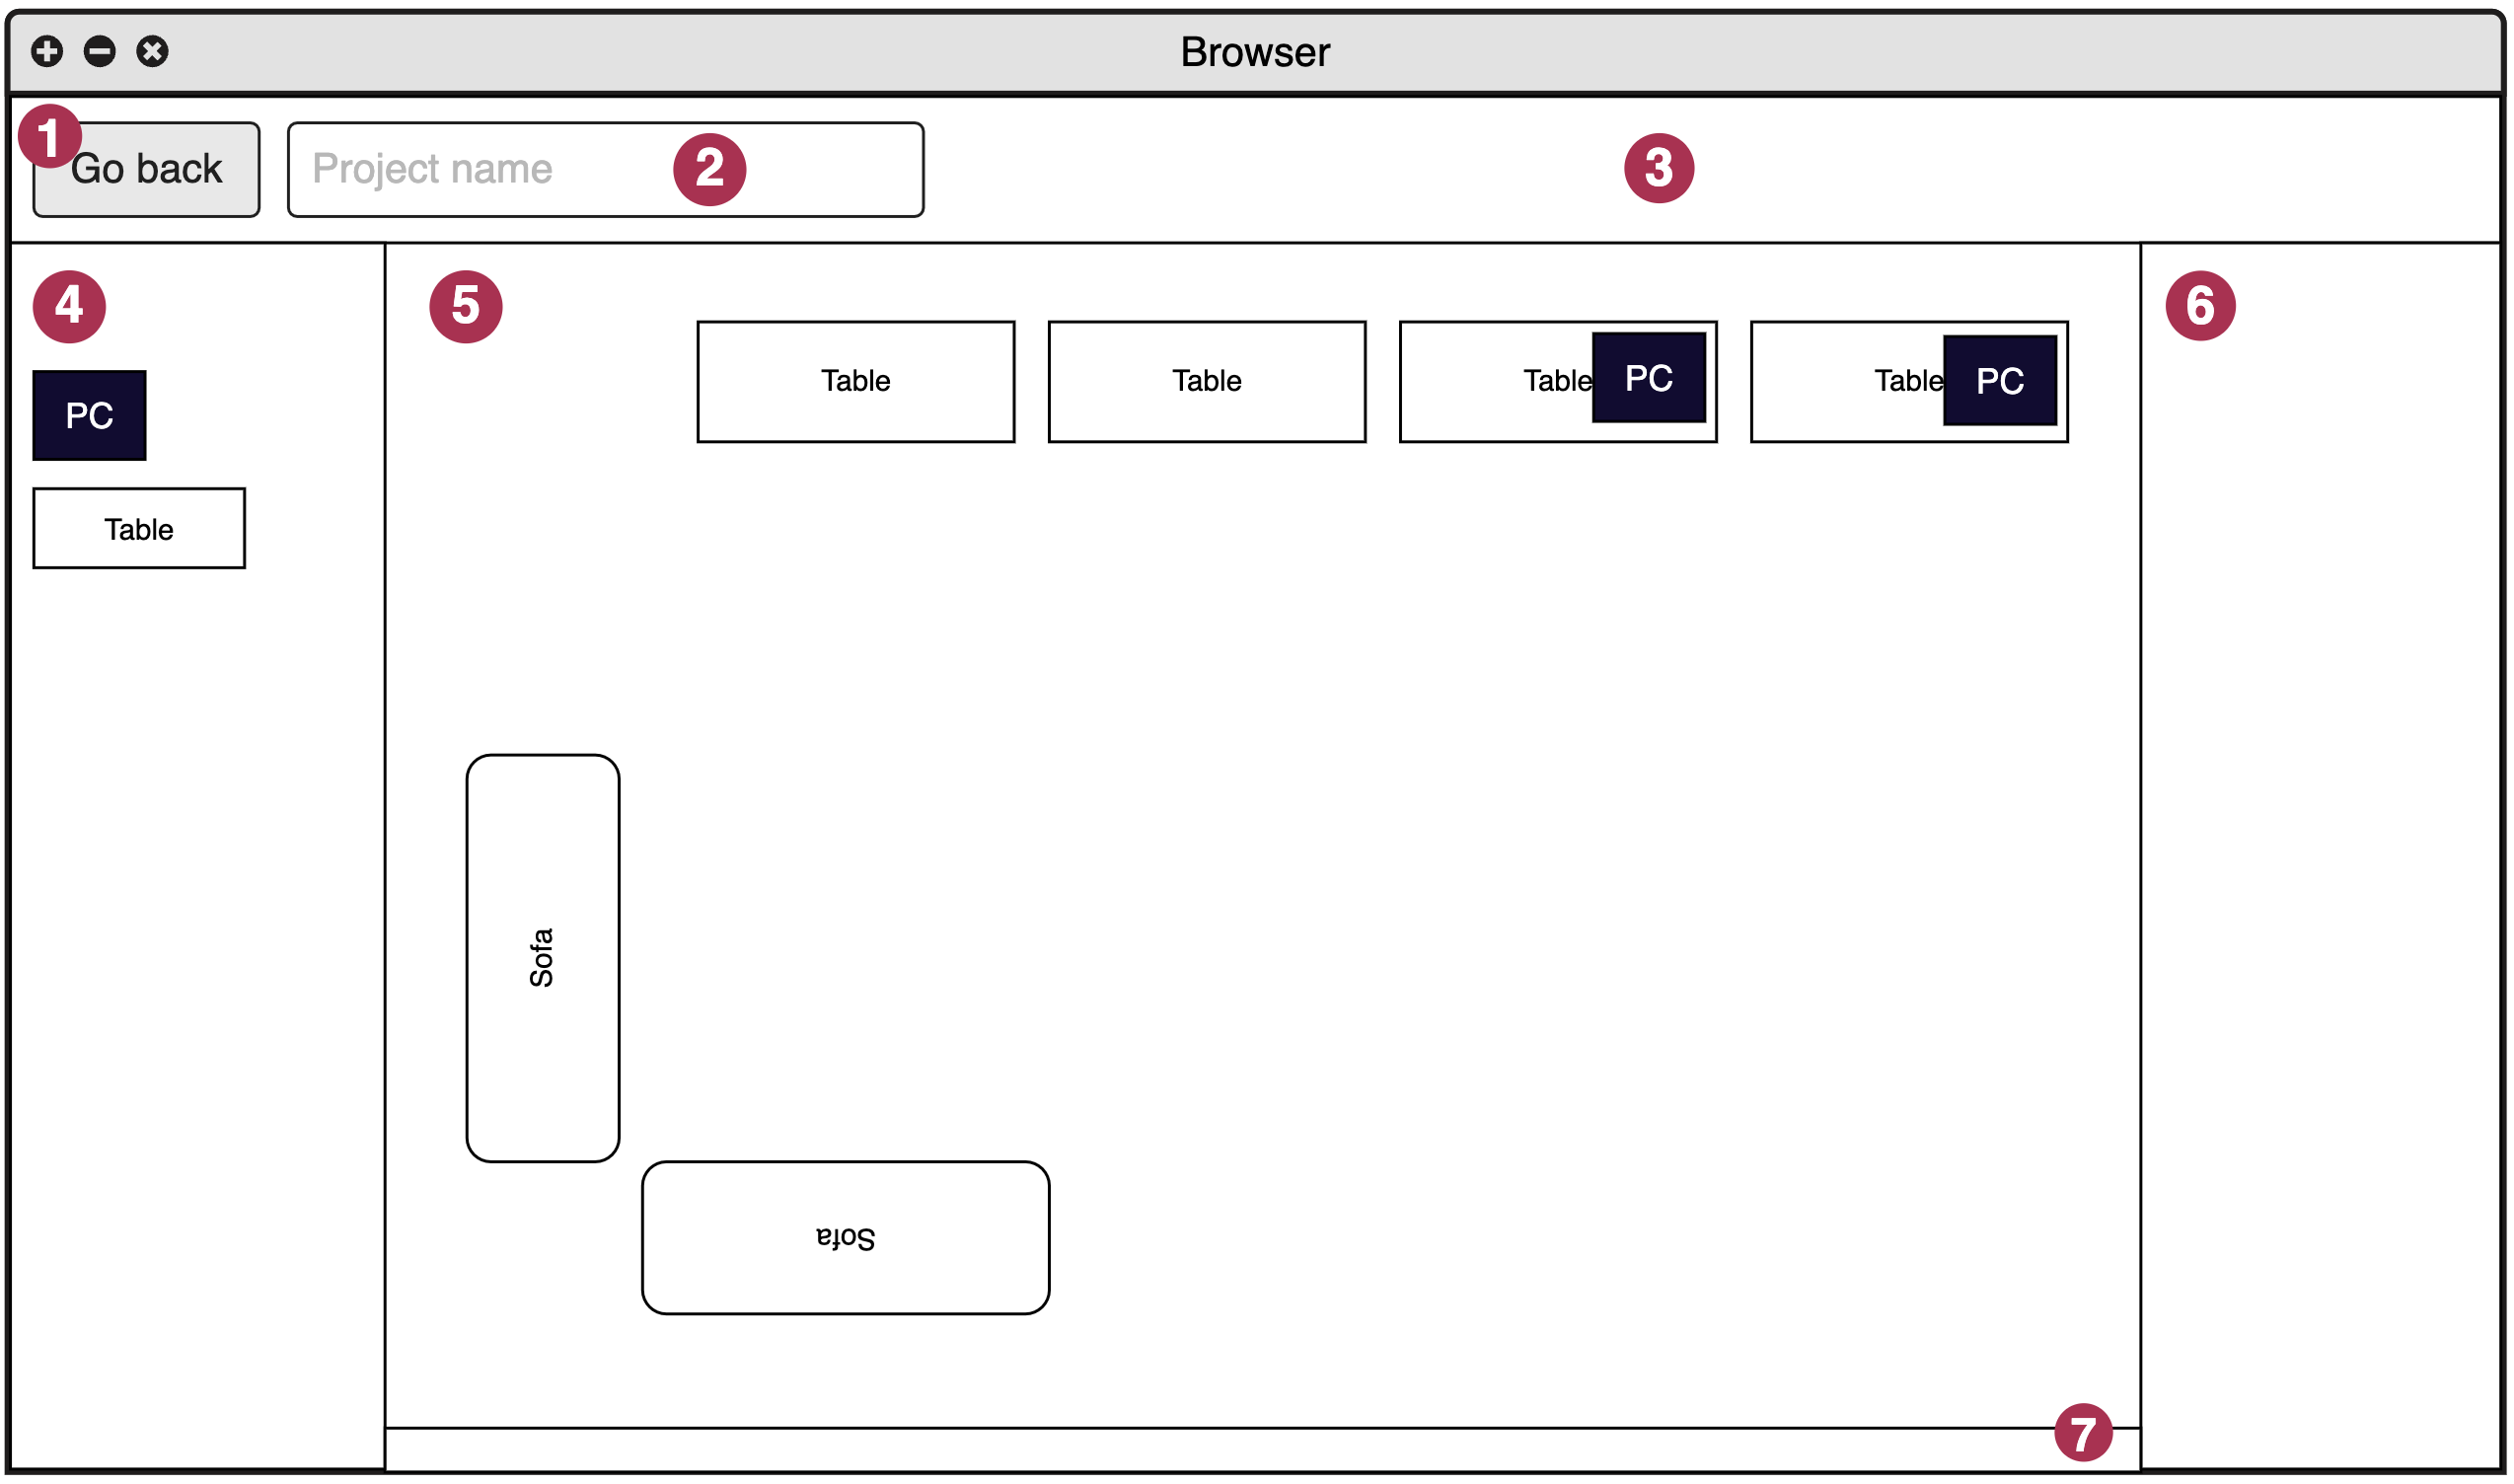 Browser
1
Go back
Project name
2
3
4
PC
Table
5
Table
Table
Table
PC
Table
PC
Sofa
Sofa
6
7